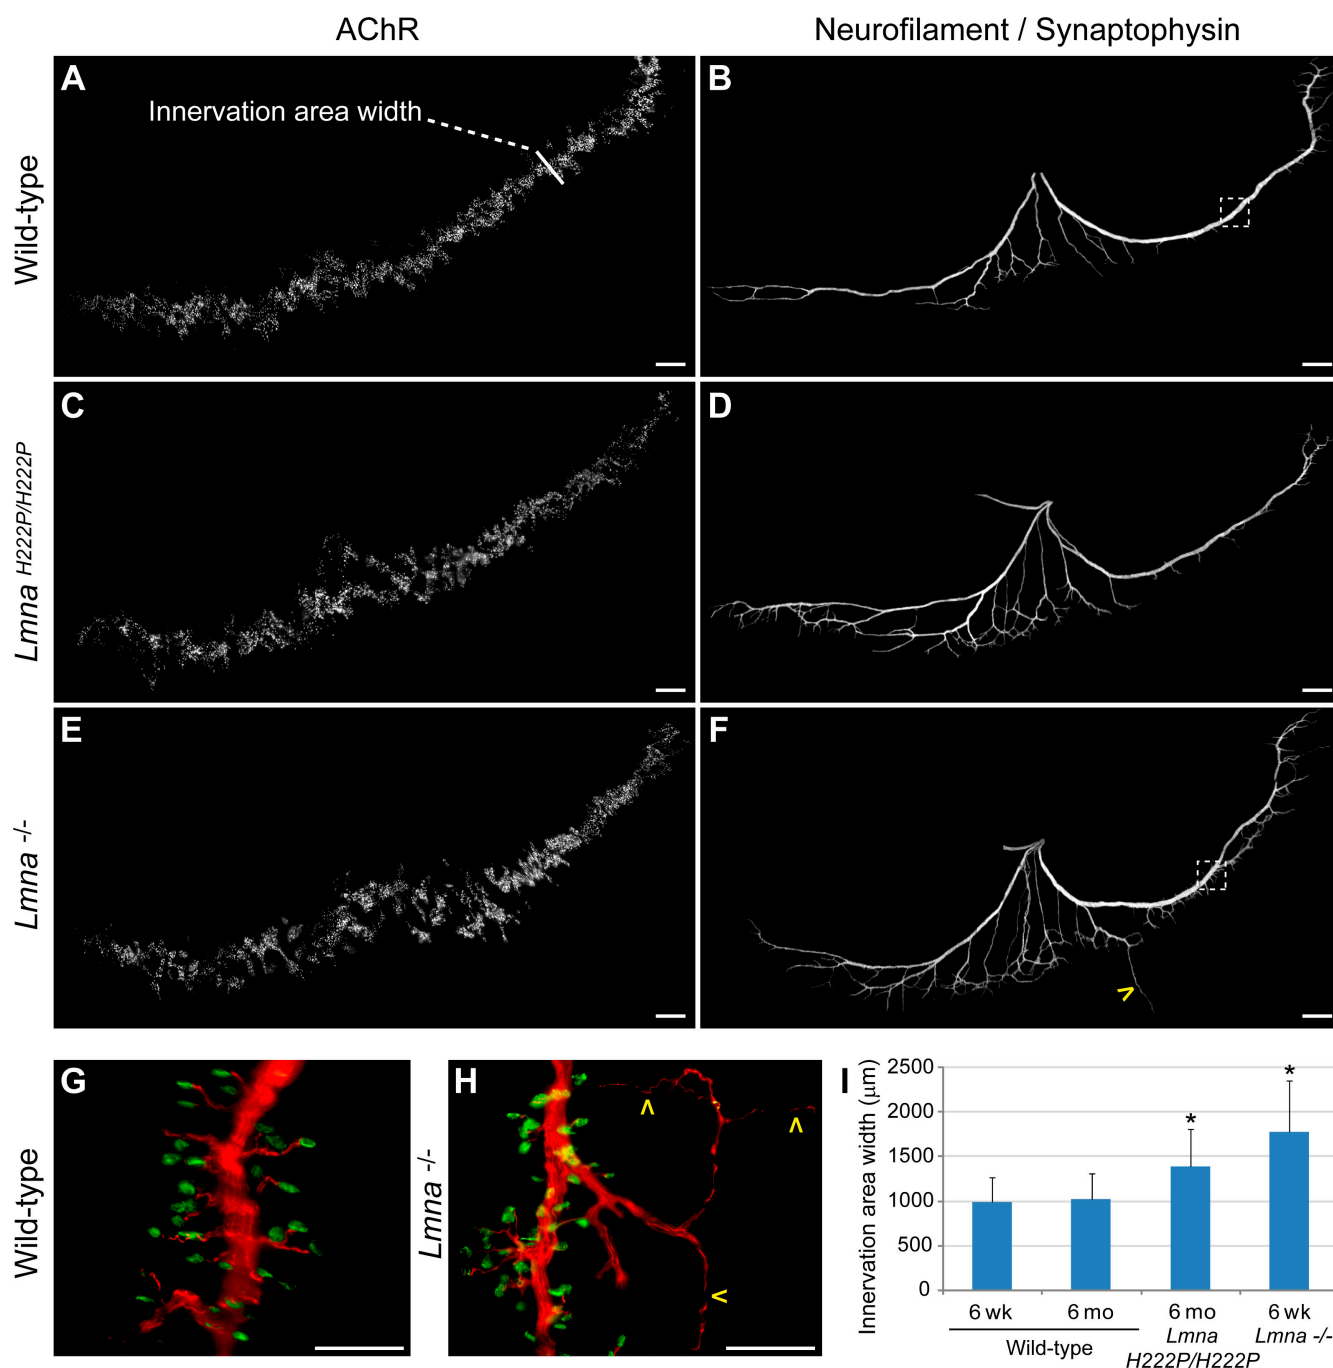 AChR
Neurofilament / Synaptophysin
Wild-type
A
Innervation area width
B
Lmna H222P/H222P
C
D
Lmna -/-
E
F
>
Wild-type
G
Lmna -/-
H
>
>
<
I
Innervation area width (µm)
2500
2000
1500
1000
500
0
*
*
6 wk
6 mo
6 mo
6 wk
Wild-type
Lmna
H222P/H222P
Lmna -/-